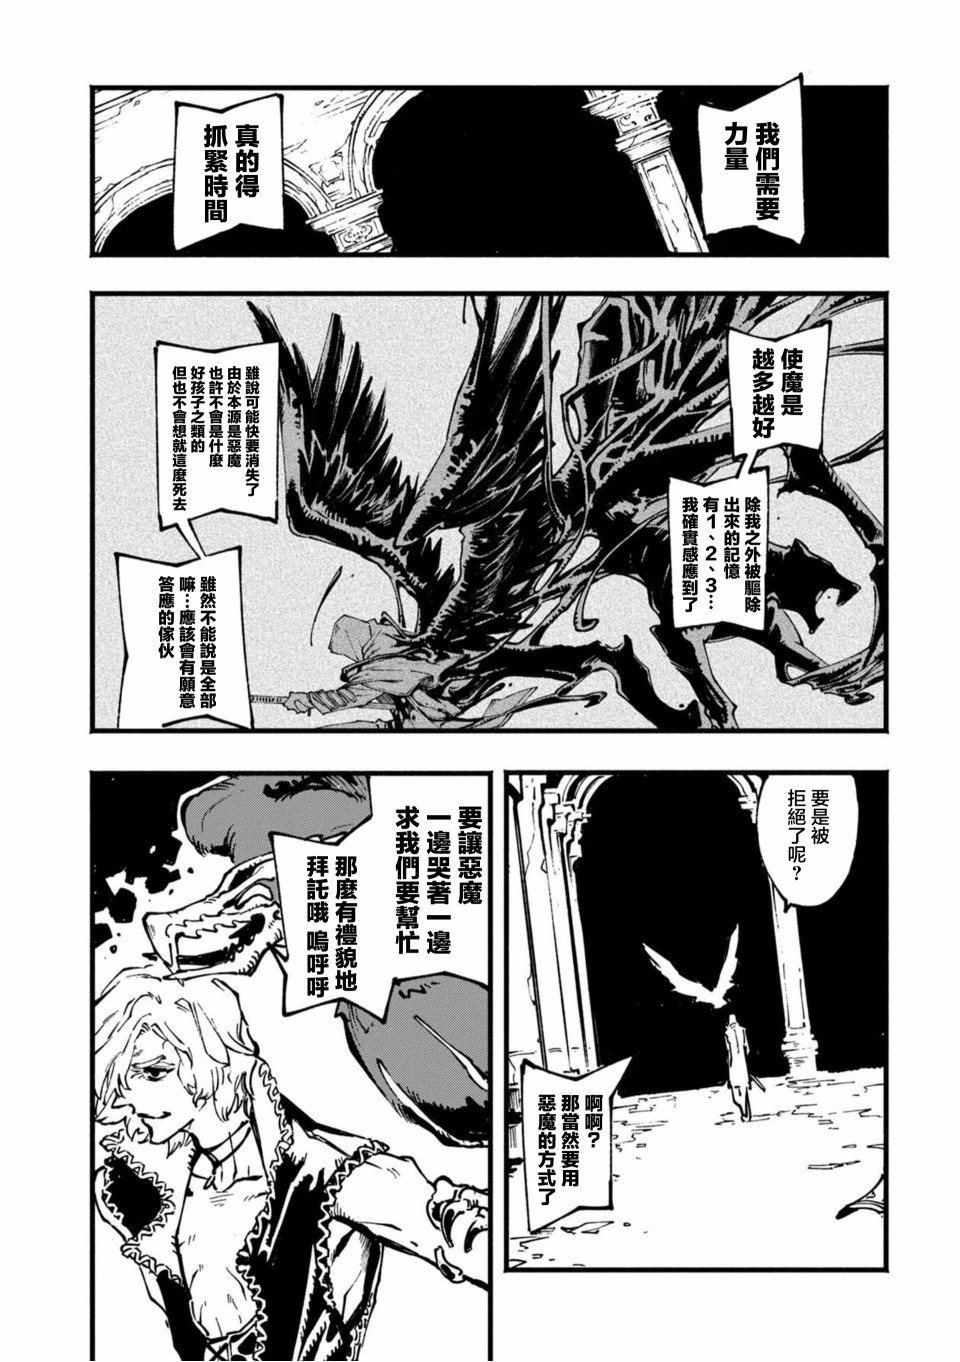 我們需要
力量
真的得
抓緊時間
使魔是
越多越好
除我之外被驅除
出來的記憶
有１、２、３…
我確實感應到了
雖說可能快要消失了
由於本源是惡魔
也許不會是什麼
好孩子之類的
但也不會想就這麼死去
雖然不能說是全部
嘛…應該會有願意
答應的傢伙
要是被
拒絕了呢？
啊啊？
那當然要用
惡魔的方式了
要讓惡魔
一邊哭著一邊
求我們要幫忙
那麼有禮貌地
拜託哦 嗚呼呼